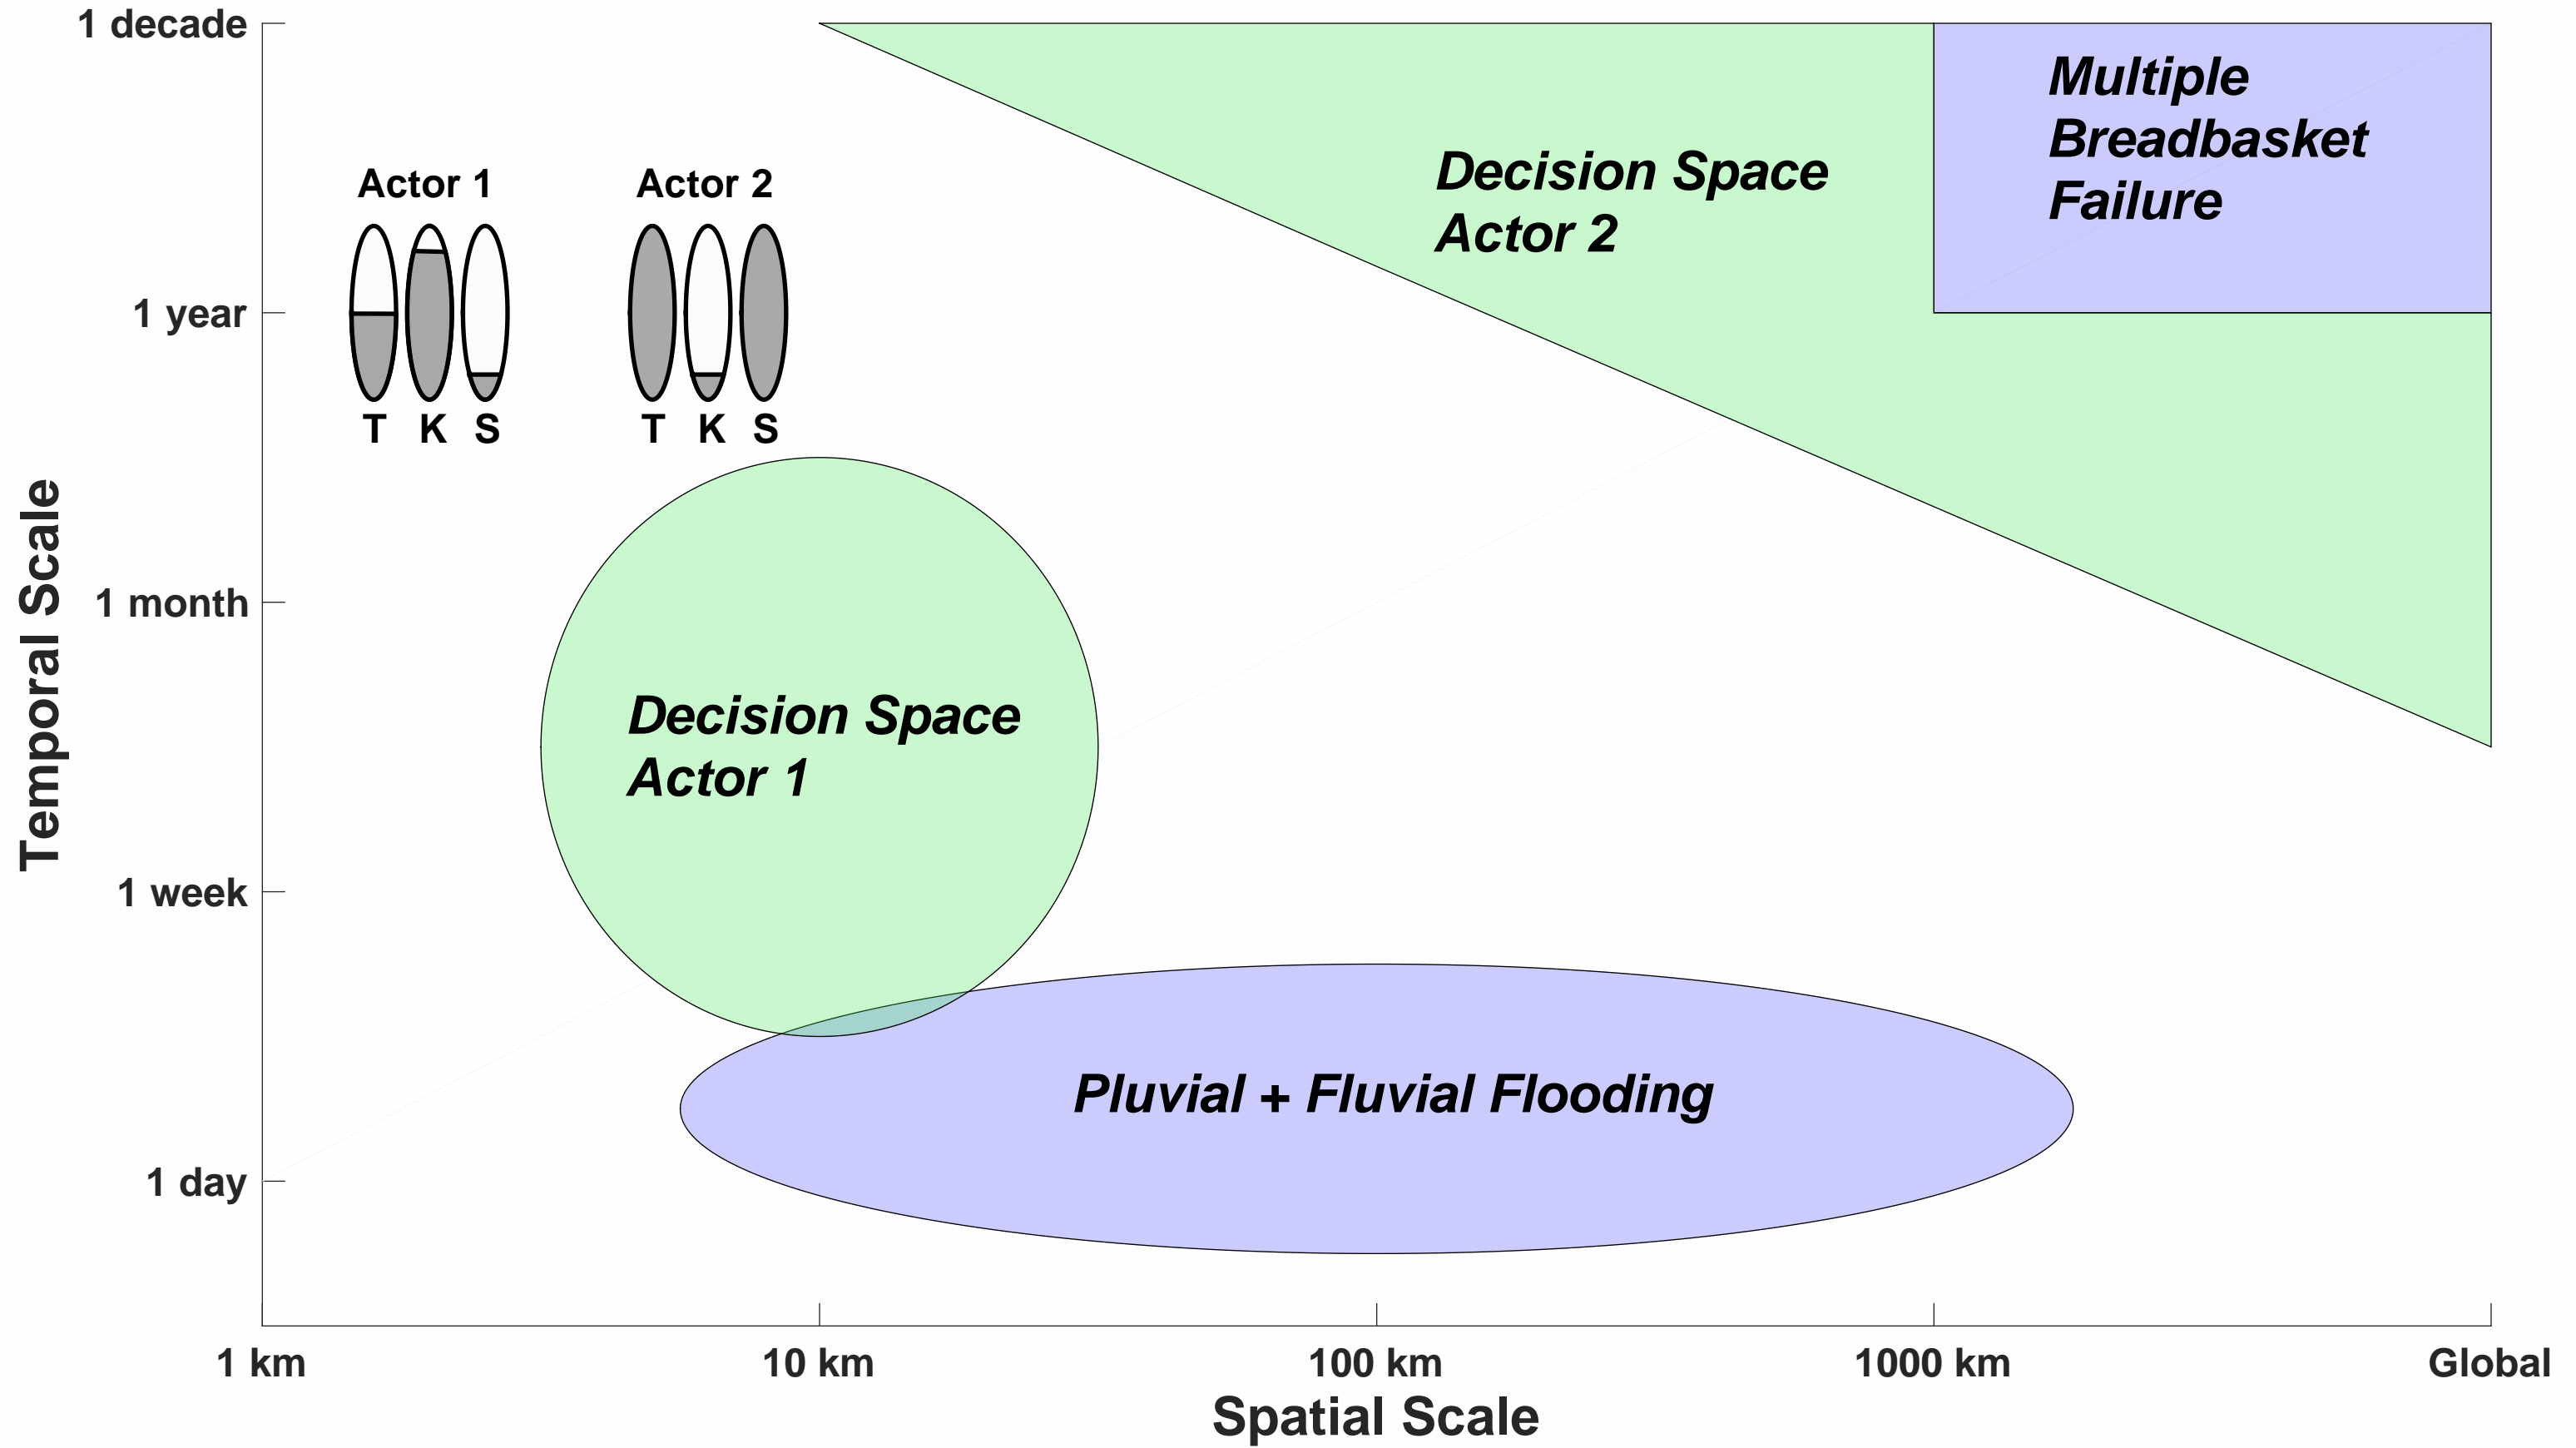 1 decade
1 year
1 month
1 week
1 day
Temporal Scale
Actor 1
T K S
Actor 2
T K S
Decision Space
Actor 2
Multiple
Breadbasket
Failure
Decision Space
Actor 1
Pluvial + Fluvial Flooding
1 km
10 km
100 km
1000 km
Global
Spatial Scale